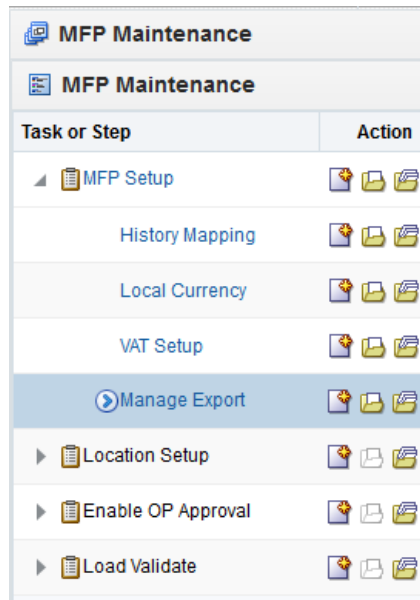 MFP Maintenance
MFP Maintenance
Task or Step Action
MFP Setup
History Mapping
Local Currency
VAT Setup
Manage Export
Location Setup
Enable OP Approval
Load Validate